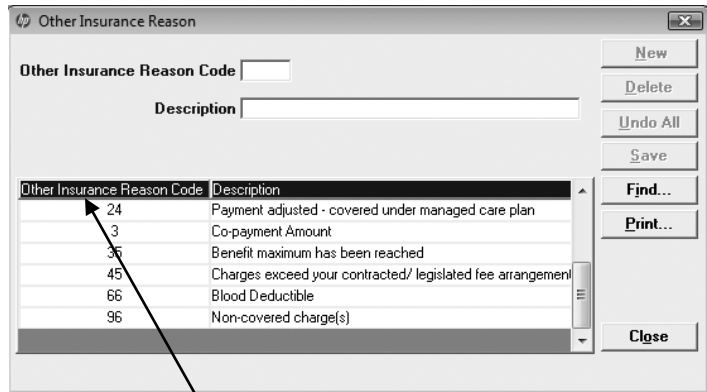 Other Insurance Reason
New
Other Insurance Reason Code
Delete
Description
Undo All
Save
Other Insurance Reason Code Description
Find...
24 Payment adjusted - covered under managed care plan
Print...
3 Co-payment Amount
35 Benefit maximum has been reached
45 Charges exceed your contracted/ legislated fee arrangement
66 Blood Deductible
96 Non-covered charge(s)
Close